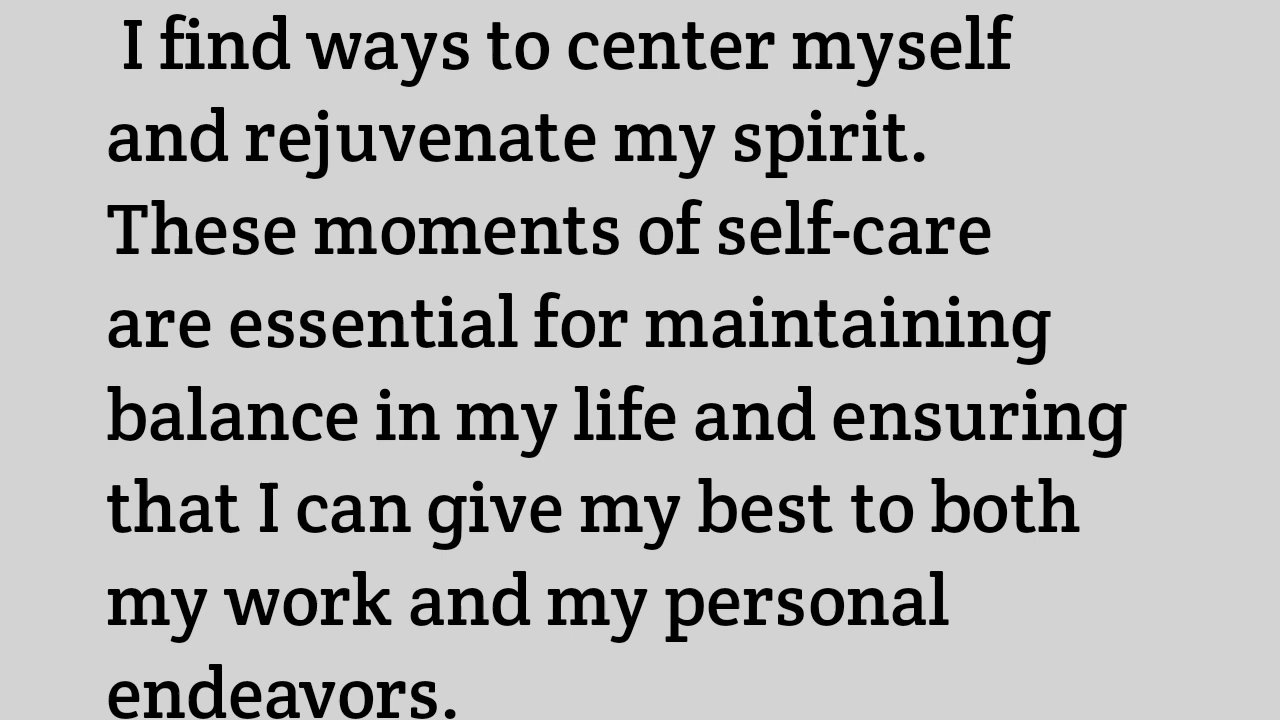 I find ways to center myself
and rejuvenate my spirit.
These moments of self-care
are essential for maintaining
balance in my life and ensuring
that I can give my best to both
my work and my personal
endeavors.